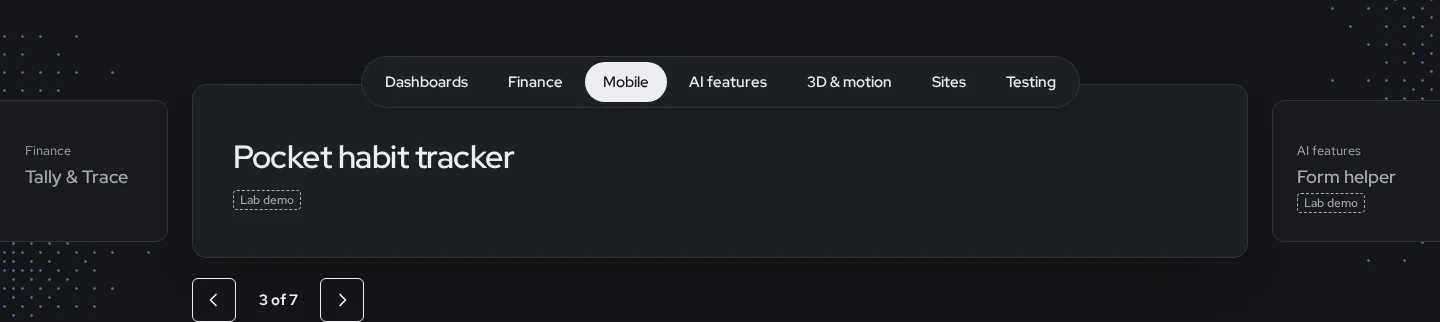 Dashboards Finance Mobile AI features 3D & motion Sites Testing
Finance
Tally & Trace
Pocket habit tracker
Lab demo
AI features
Form helper
Lab demo
3 of 7